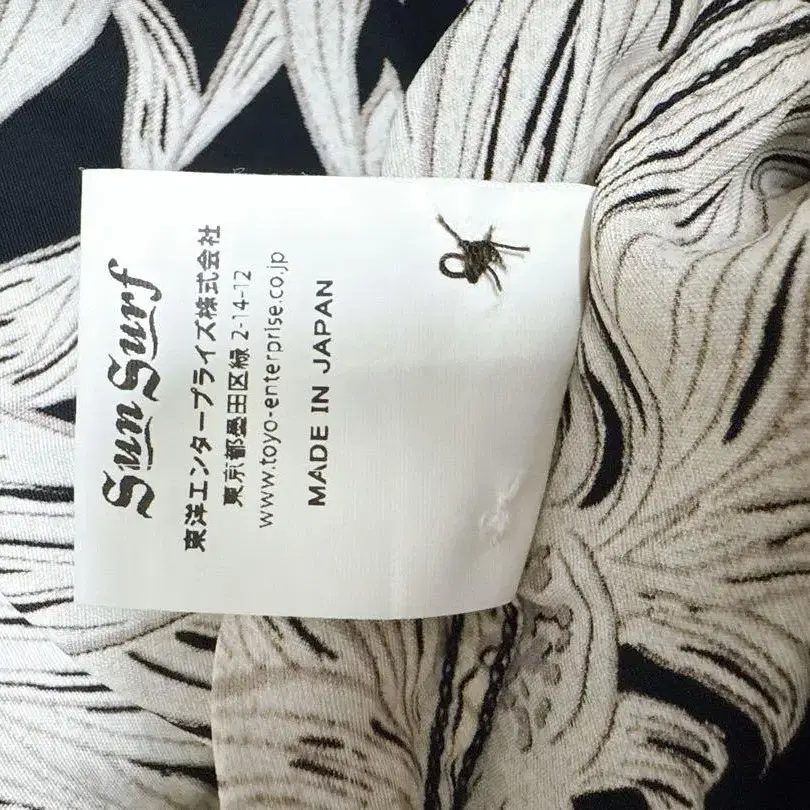 Sun Surf
東洋エンタープライズ株式会社
東京都墨田区緑 2-14-12
www.toyo-enterprise.co.jp
MADE IN JAPAN